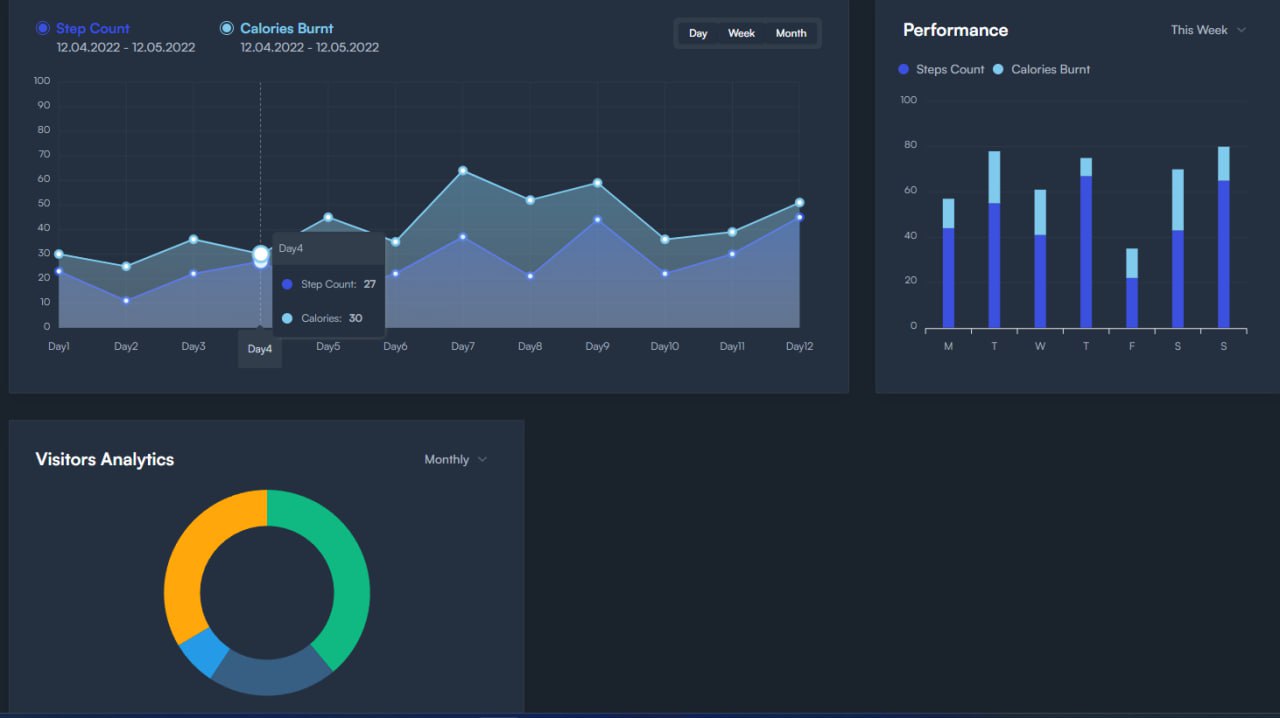 Step Count
12.04.2022 - 12.05.2022
Calories Burnt
12.04.2022 - 12.05.2022
Day Week Month
100
90
80
70
60
50
40
30
20
10
0
Day4
Step Count: 27
Calories: 30
Day1 Day2 Day3 Day4 Day5 Day6 Day7 Day8 Day9 Day10 Day11 Day12
Performance
This Week
Steps Count Calories Burnt
100
80
60
40
20
0
M T W T F S S
Visitors Analytics
Monthly